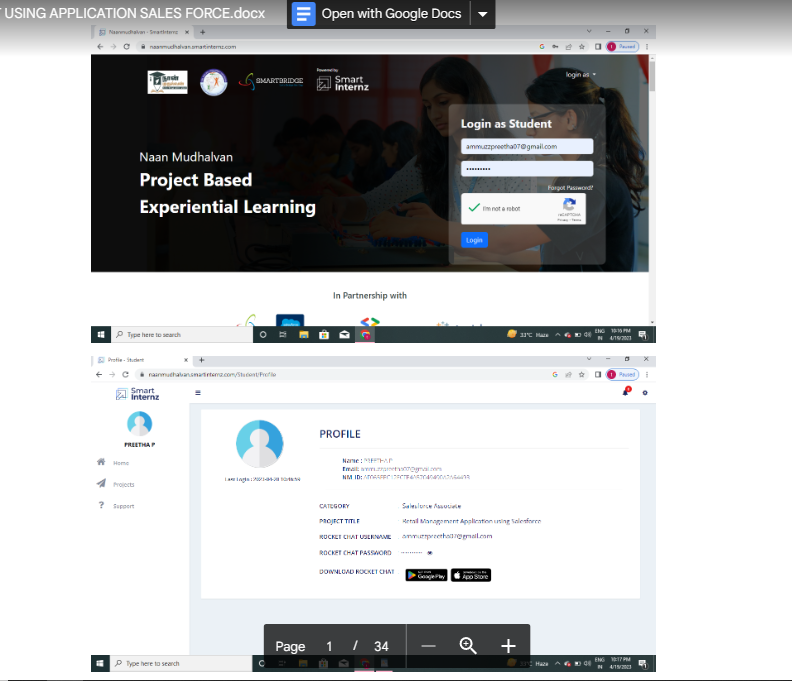 USING APPLICATION SALES FORCE.docx
Open with Google Docs
Naanmudhalvan - SmartInternz
naanmudhalvan.smartinternz.com
Paused
SMARTBRIDGE
Powered by
Smart
Internz
login as
Login as Student
ammuzzpreetha07@gmail.com
Forgot Password?
I'm not a robot
reCAPTCHA
Privacy - Terms
Login
Naan Mudhalvan
Project Based
Experiential Learning
In Partnership with
Type here to search
33°C Haze
ENG
IN
10:16 PM
4/19/2023
Profile - Student
naanmudhalvan.smartinternz.com/Student/Profile
Paused
Smart
Internz
PREETHA P
Home
Projects
Support
PROFILE
Name : PREETHA P
Email: ammuzzpreetha07@gmail.com
NM_ID:
Last Login :
CATEGORY Salesforce Associate
PROJECT TITLE Retail Management Application using Salesforce
ROCKET CHAT USERNAME ammuzzpreetha07@gmail.com
ROCKET CHAT PASSWORD
DOWNLOAD ROCKET CHAT Google Play App Store
Page 1 / 34
Type here to search
Haze
ENG
IN
10:17 PM
4/19/2023